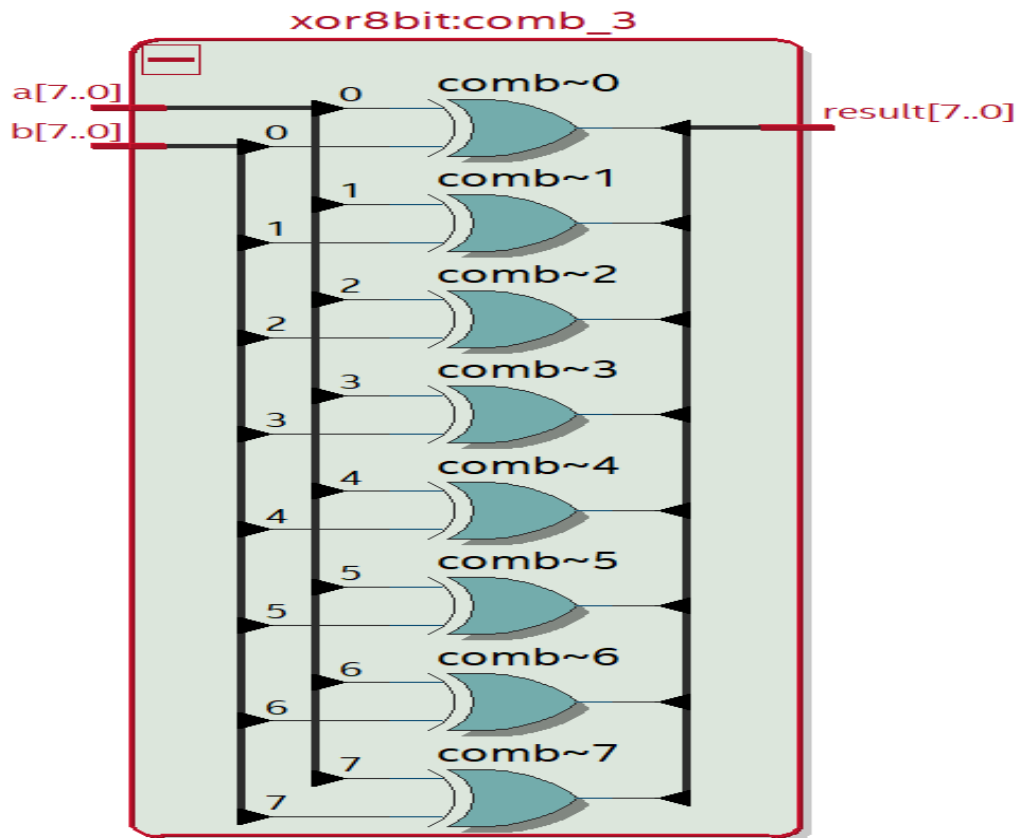 xor8bit:comb_3
a[7..0]
b[7..0]
result[7..0]
0
comb~0
0
1
comb~1
1
2
comb~2
2
3
comb~3
3
4
comb~4
4
5
comb~5
5
6
comb~6
6
7
comb~7
7